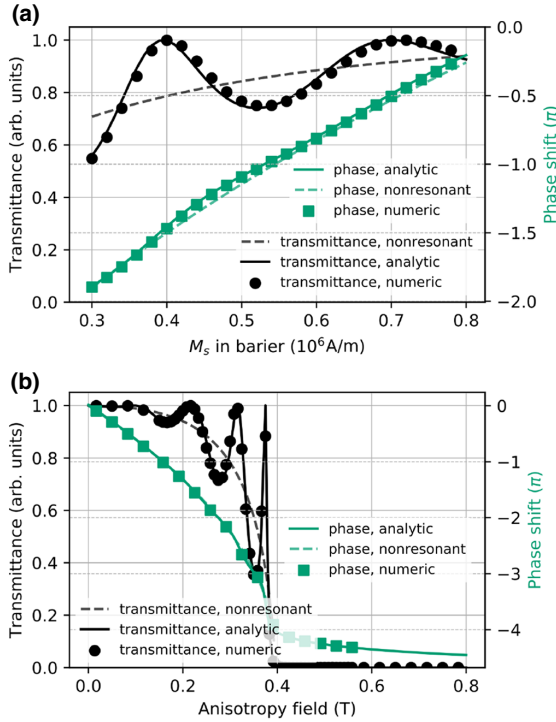 (a)
1.0
0.8
0.6
0.4
0.2
0.0
Transmittance (arb. units)
0.0
−0.5
−1.0
−1.5
−2.0
Phase shift (π)
phase, analytic
phase, nonresonant
phase, numeric
transmittance, nonresonant
transmittance, analytic
transmittance, numeric
0.3 0.4 0.5 0.6 0.7 0.8
Ms in barier (10⁶A/m)
(b)
1.0
0.8
0.6
0.4
0.2
0.0
Transmittance (arb. units)
0
−1
−2
−3
−4
Phase shift (π)
phase, analytic
phase, nonresonant
phase, numeric
transmittance, nonresonant
transmittance, analytic
transmittance, numeric
0.0 0.2 0.4 0.6 0.8
Anisotropy field (T)